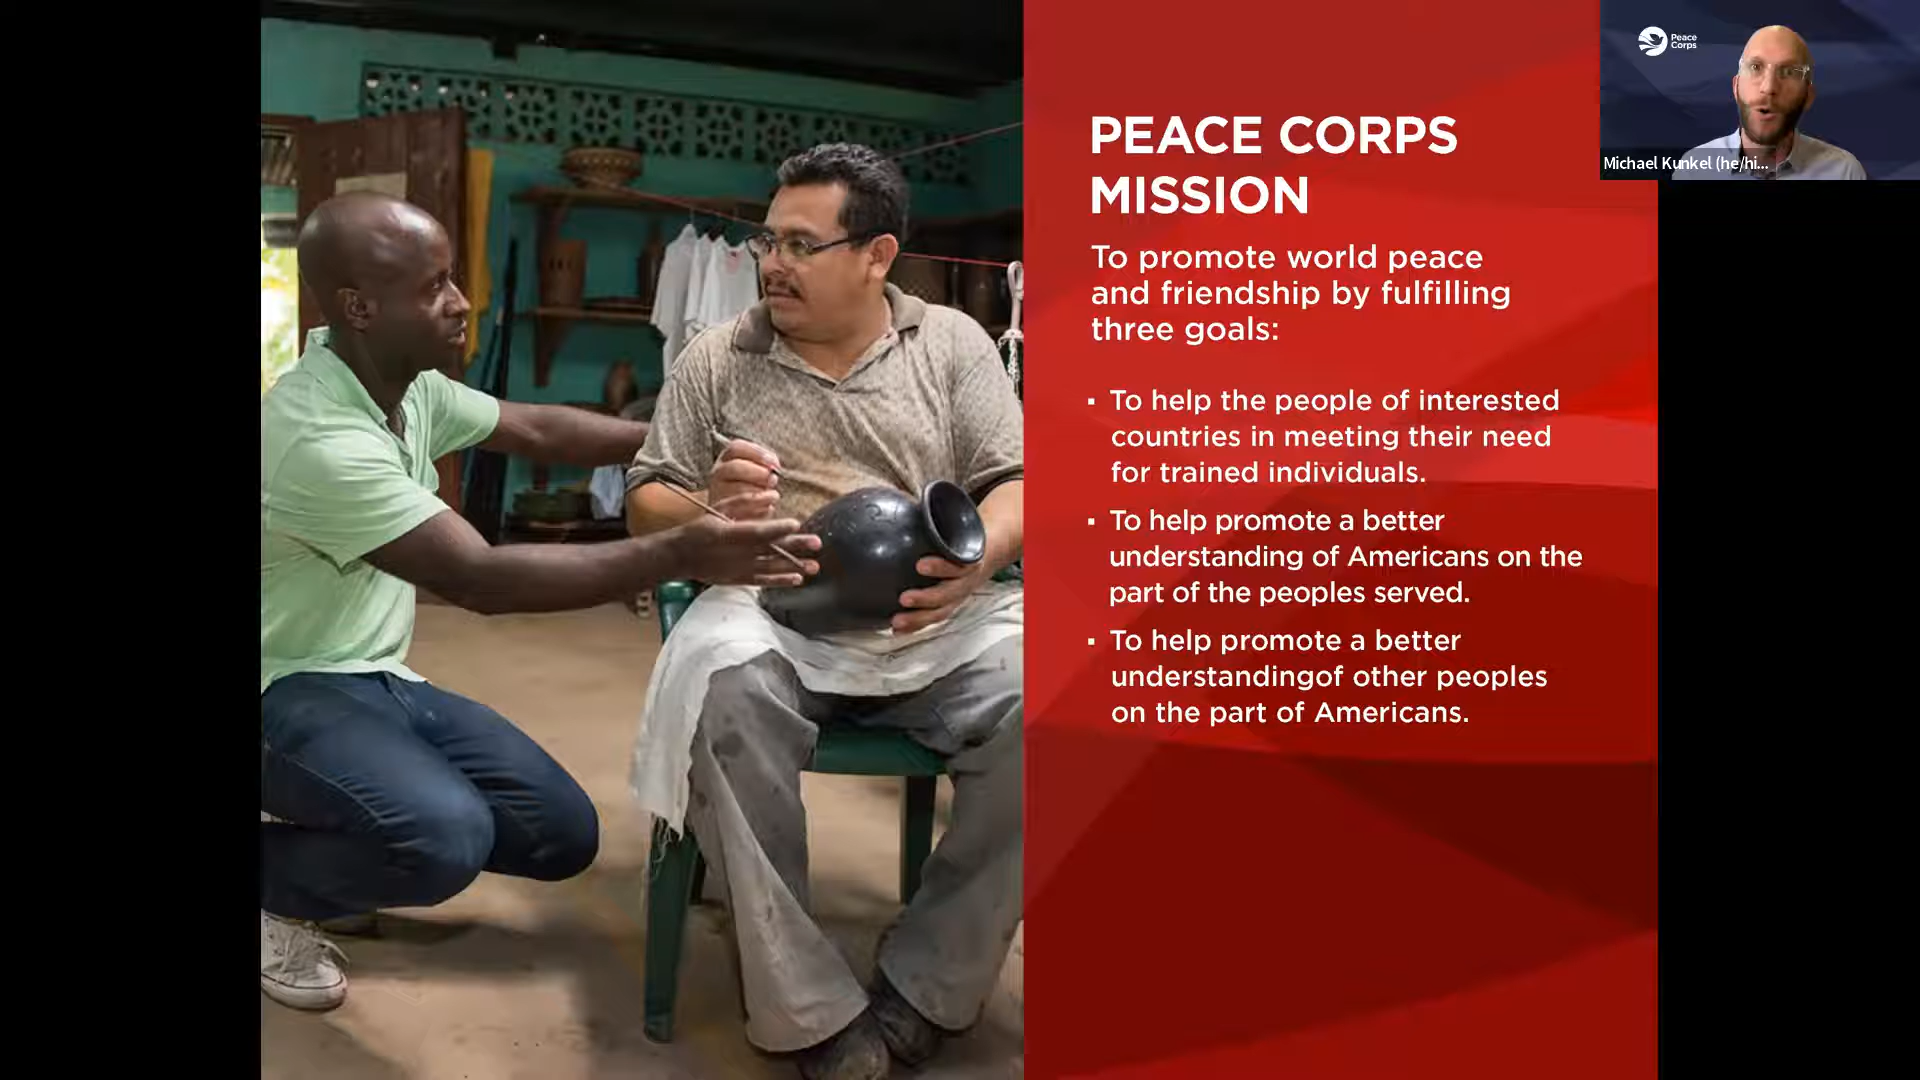 PEACE CORPS
MISSION
To promote world peace
and friendship by fulfilling
three goals:
▪ To help the people of interested
countries in meeting their need
for trained individuals.
▪ To help promote a better
understanding of Americans on the
part of the peoples served.
▪ To help promote a better
understandingof other peoples
on the part of Americans.
Peace
Corps
Michael Kunkel (he/hi...